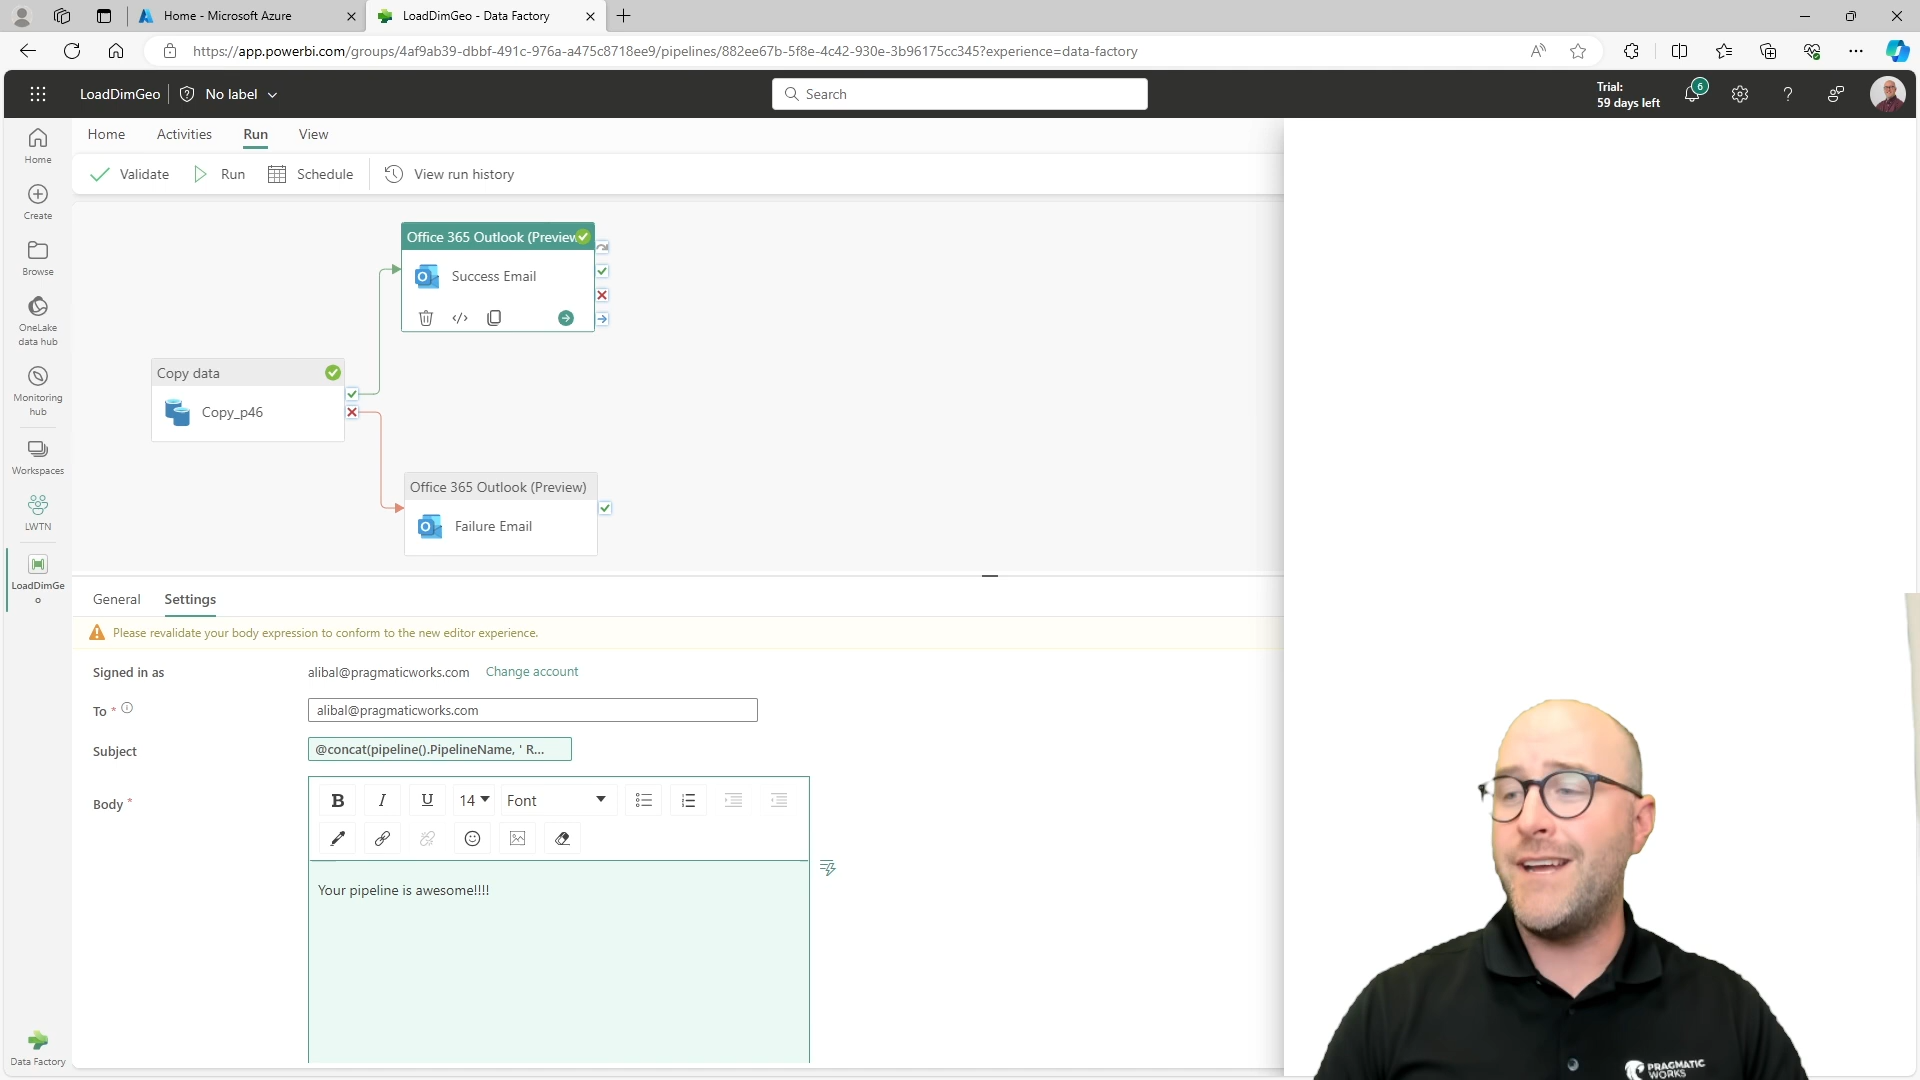 Home - Microsoft Azure
LoadDimGeo - Data Factory
https://app.powerbi.com/groups/4af9ab39-dbbf-491c-976a-a475c8718ee9/pipelines/882ee67b-5f8e-4c42-930e-3b96175cc345?experience=data-factory
LoadDimGeo
No label
Search
Trial:
59 days left
6
Home
Create
Browse
OneLake
data hub
Monitoring
hub
Workspaces
LWTN
LoadDimGe
o
Data Factory
Home Activities Run View
Validate Run Schedule View run history
Office 365 Outlook (Preview
Success Email
Copy data
Copy_p46
Office 365 Outlook (Preview)
Failure Email
General Settings
Please revalidate your body expression to conform to the new editor experience.
Signed in as alibal@pragmaticworks.com Change account
To * alibal@pragmaticworks.com
Subject @concat(pipeline().PipelineName, ' R...
Body *
B I U 14 Font
Your pipeline is awesome!!!!
PRAGMATIC
WORKS